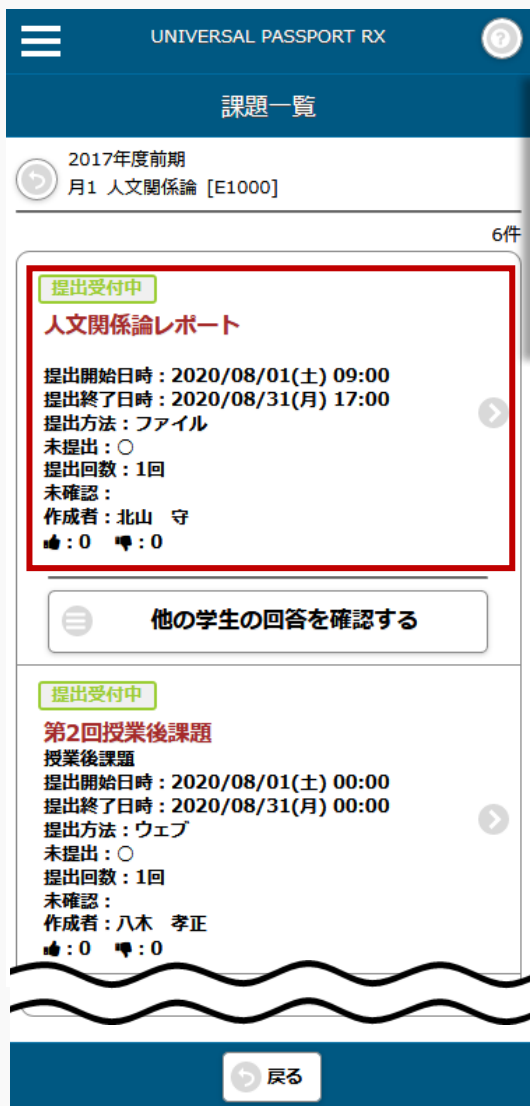 UNIVERSAL PASSPORT RX
課題一覧
2017年度前期
月1 人文関係論 [E1000]
6件
提出受付中
人文関係論レポート
提出開始日時：2020/08/01(土) 09:00
提出終了日時：2020/08/31(月) 17:00
提出方法：ファイル
未提出：○
提出回数：1回
未確認：
作成者：北山　守
：0 ：0
他の学生の回答を確認する
提出受付中
第2回授業後課題
授業後課題
提出開始日時：2020/08/01(土) 00:00
提出終了日時：2020/08/31(月) 00:00
提出方法：ウェブ
未提出：○
提出回数：1回
未確認：
作成者：八木　孝正
：0 ：0
戻る